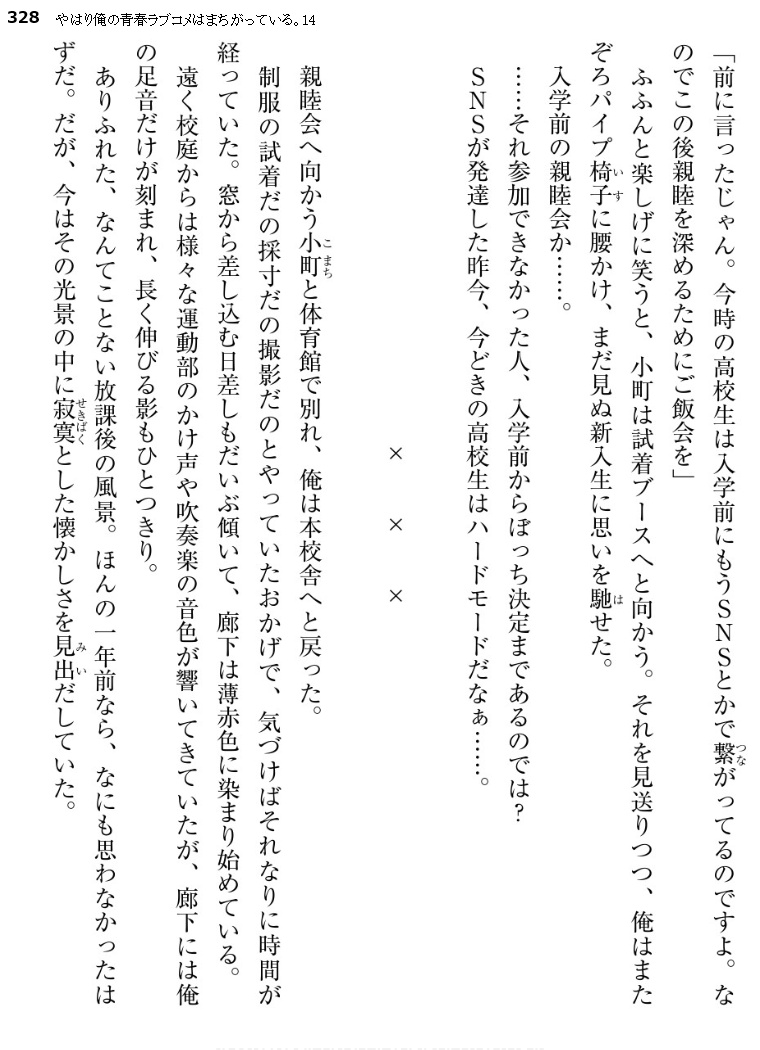 328 やはり俺の青春ラブコメはまちがっている。14
「前に言ったじゃん。今時の高校生は入学前にもうSNSとかで繋がってるのですよ。な
のでこの後親睦を深めるためにご飯会を」
ふふんと楽しげに笑うと、小町は試着ブースへと向かう。それを見送りつつ、俺はまた
ぞろパイプ椅子に腰かけ、まだ見ぬ新入生に思いを馳せた。
入学前の親睦会か……。
……それ参加できなかった人、入学前からぼっち決定まであるのでは?
SNSが発達した昨今、今どきの高校生はハードモードだなぁ……。
× × ×
親睦会へ向かう小町と体育館で別れ、俺は本校舎へと戻った。
制服の試着だの採寸だの撮影だのとやっていたおかげで、気づけばそれなりに時間が
経っていた。窓から差し込む日差しもだいぶ傾いて、廊下は薄赤色に染まり始めている。
遠く校庭からは様々な運動部のかけ声や吹奏楽の音色が響いてきていたが、廊下には俺
の足音だけが刻まれ、長く伸びる影もひとつきり。
ありふれた、なんてことない放課後の風景。ほんの一年前なら、なにも思わなかったは
ずだ。だが、今はその光景の中に寂寞とした懐かしさを見出だしていた。